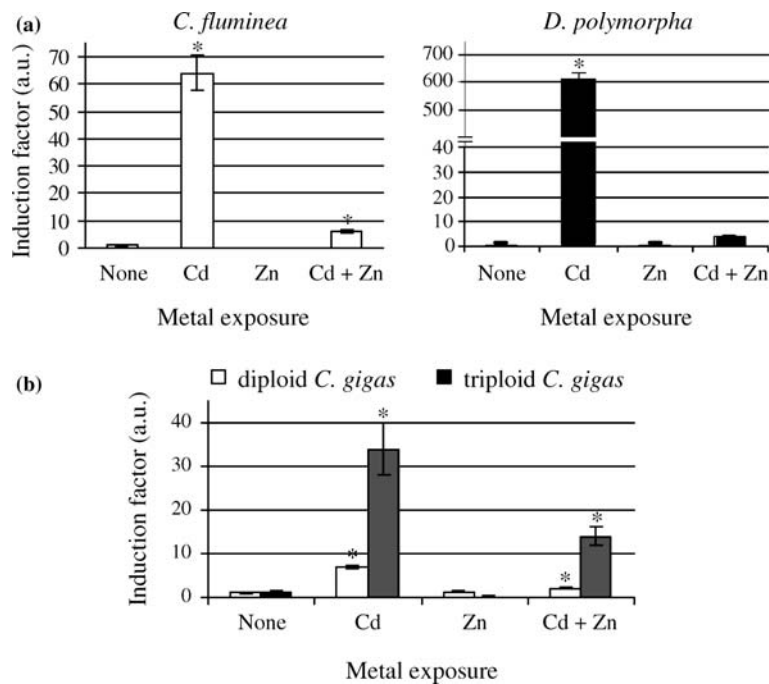 (a) C. fluminea D. polymorpha
Induction factor (a.u.)
70
60
50
40
30
20
10
0
*
*
None Cd Zn Cd + Zn
Metal exposure
700
600
500
40
30
20
10
0
*
None Cd Zn Cd + Zn
Metal exposure
(b) diploid C. gigas triploid C. gigas
Induction factor (a.u.)
40
30
20
10
0
*
*
*
*
None Cd Zn Cd + Zn
Metal exposure